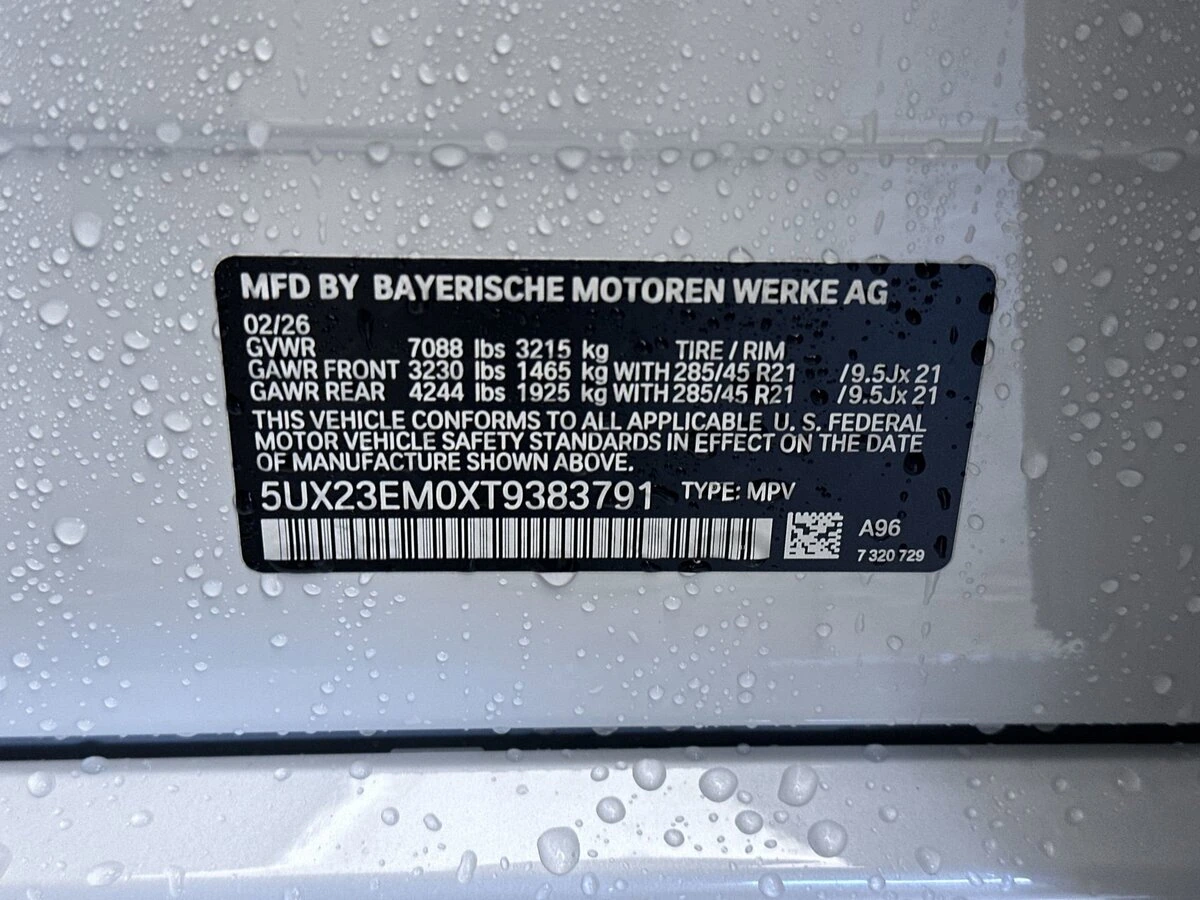 MFD BY BAYERISCHE MOTOREN WERKE AG
02/26
GVWR 7088 lbs 3215 kg TIRE / RIM
GAWR FRONT 3230 lbs 1465 kg WITH 285/45 R21 /9.5Jx 21
GAWR REAR 4244 lbs 1925 kg WITH 285/45 R21 /9.5Jx 21
THIS VEHICLE CONFORMS TO ALL APPLICABLE U. S. FEDERAL
MOTOR VEHICLE SAFETY STANDARDS IN EFFECT ON THE DATE
OF MANUFACTURE SHOWN ABOVE.
5UX23EM0XT9383791 TYPE: MPV
A96
7 320 729